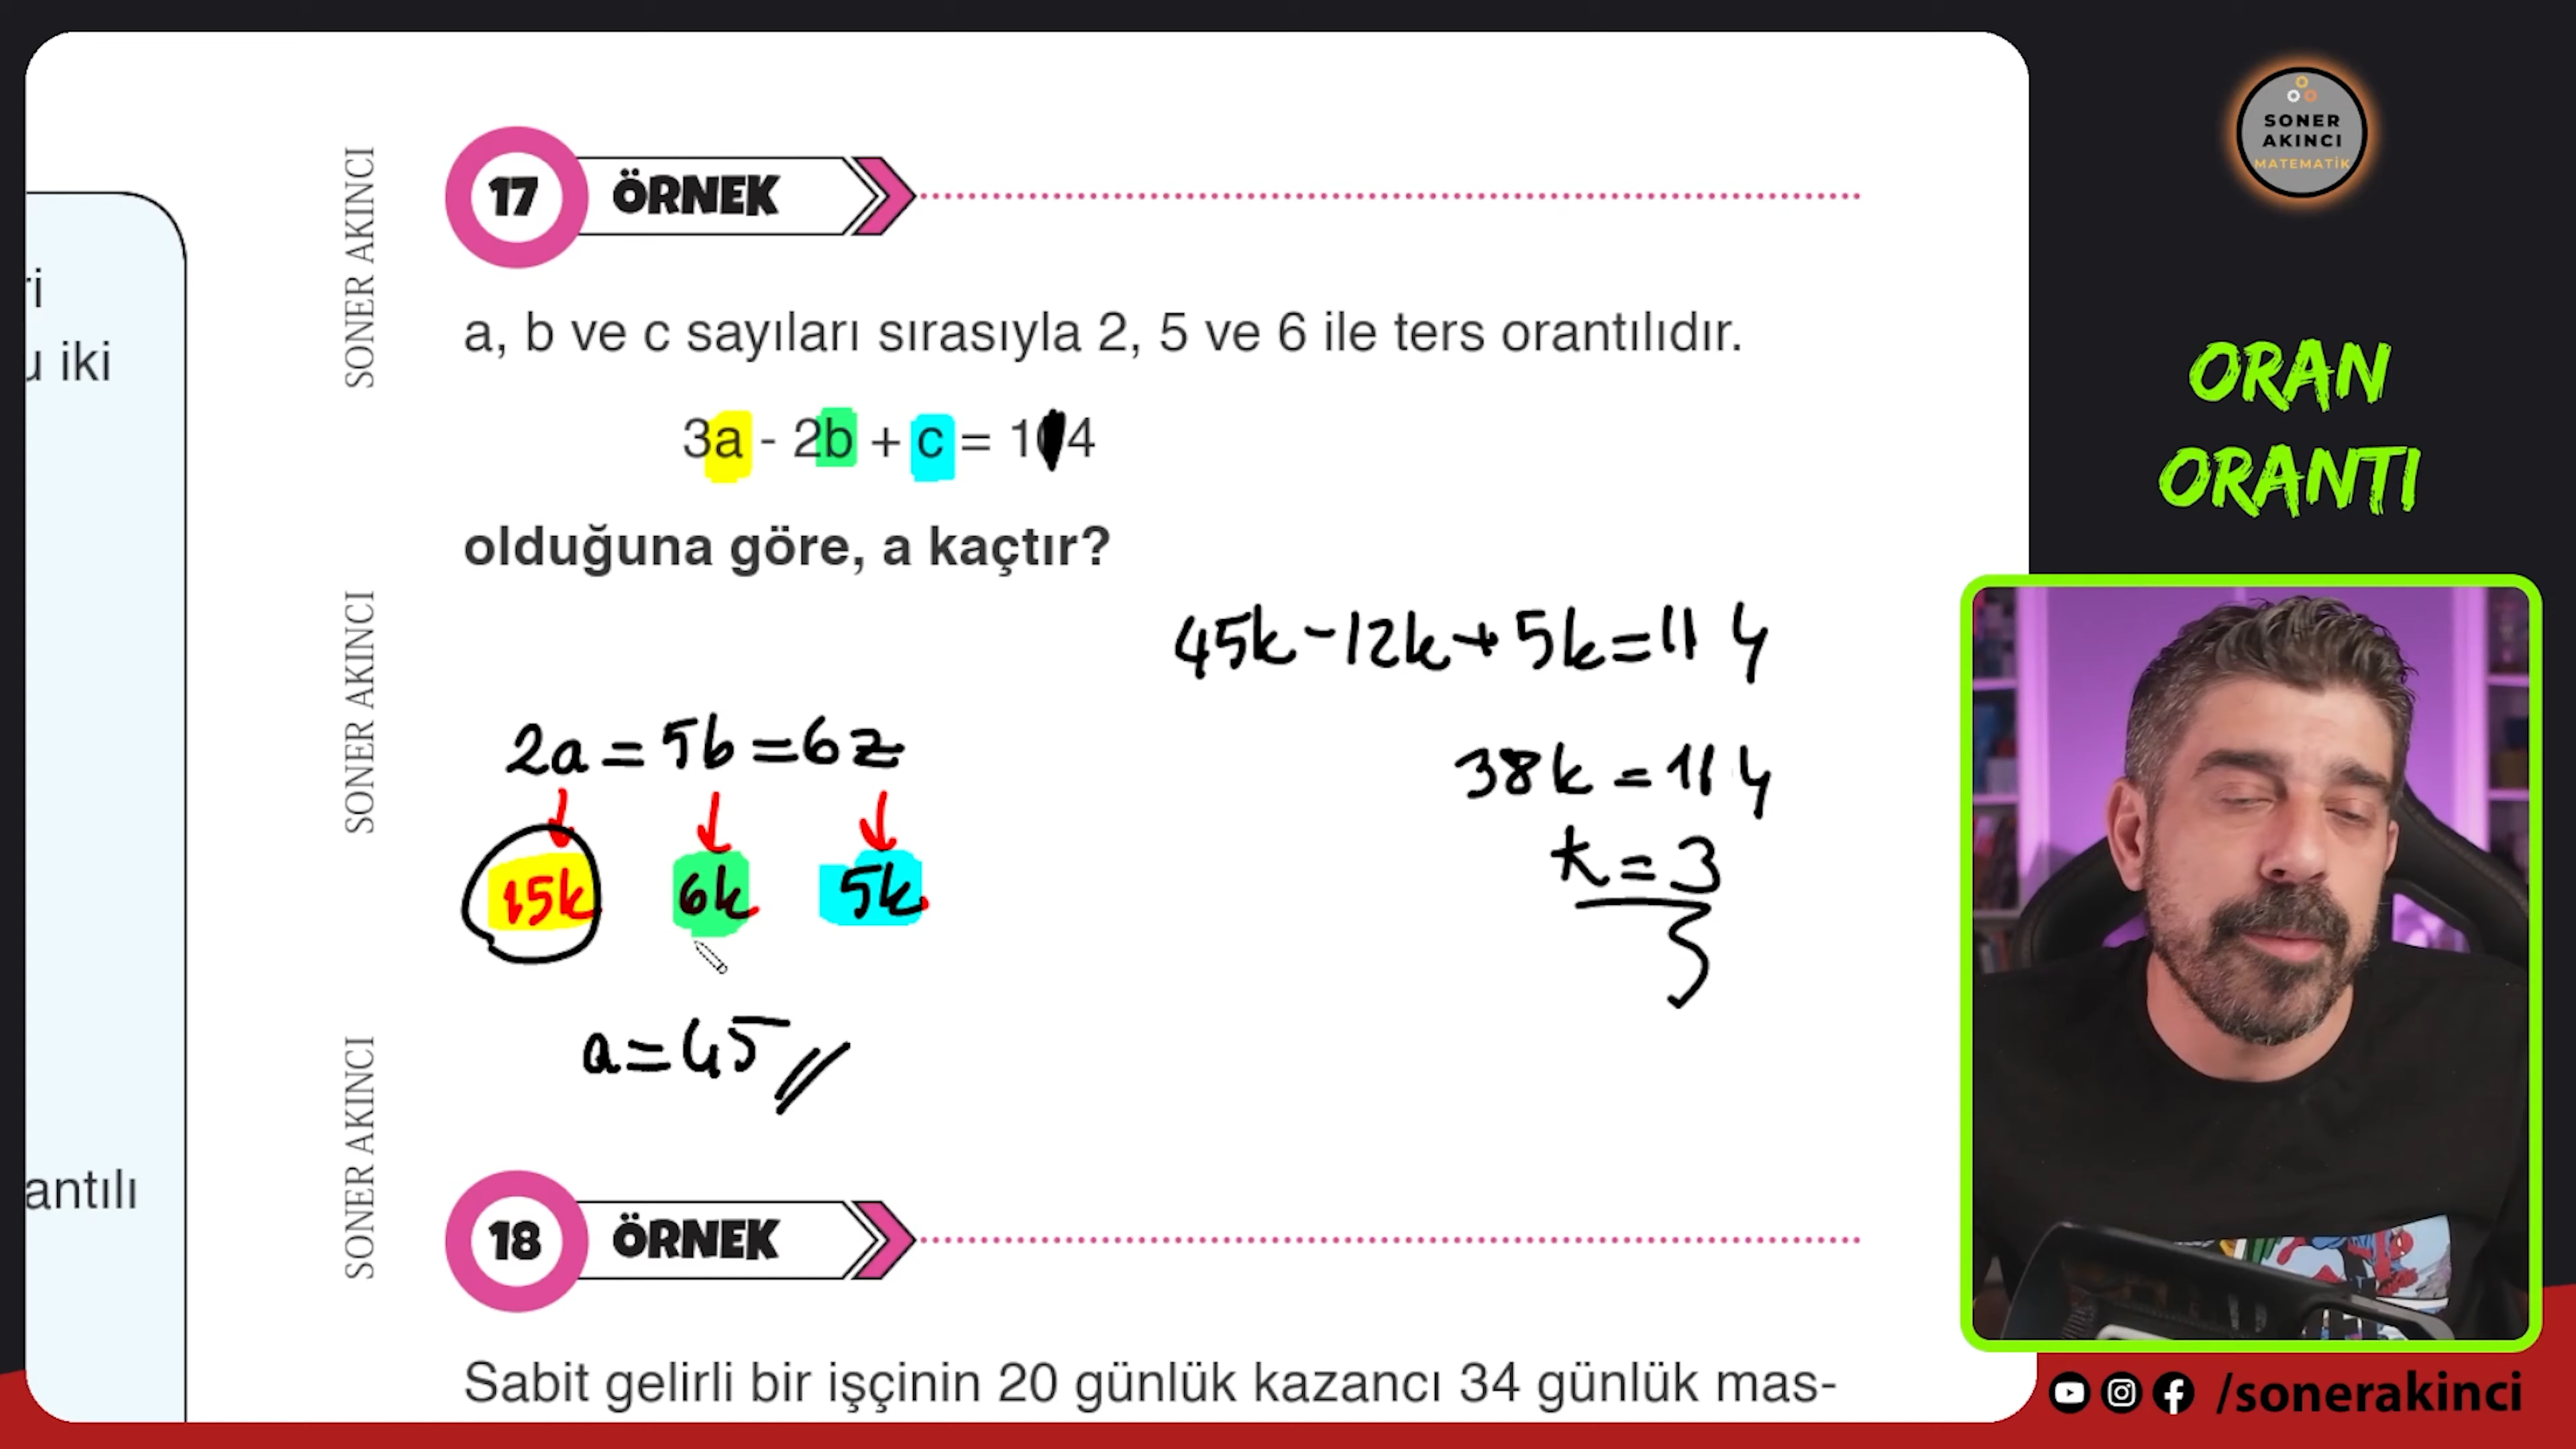 SONER
AKINCI
MATEMATİK
ORAN
ORANTI
ri
u iki
antılı
SONER AKINCI
SONER AKINCI
SONER AKINCI
17 ÖRNEK
a, b ve c sayıları sırasıyla 2, 5 ve 6 ile ters orantılıdır.
3a - 2b + c = 114
olduğuna göre, a kaçtır?
45k-12k+5k=114
38k=114
k=3
2a=5b=6z
15k 6k 5k
a=45
18 ÖRNEK
Sabit gelirli bir işçinin 20 günlük kazancı 34 günlük mas-
/sonerakinci